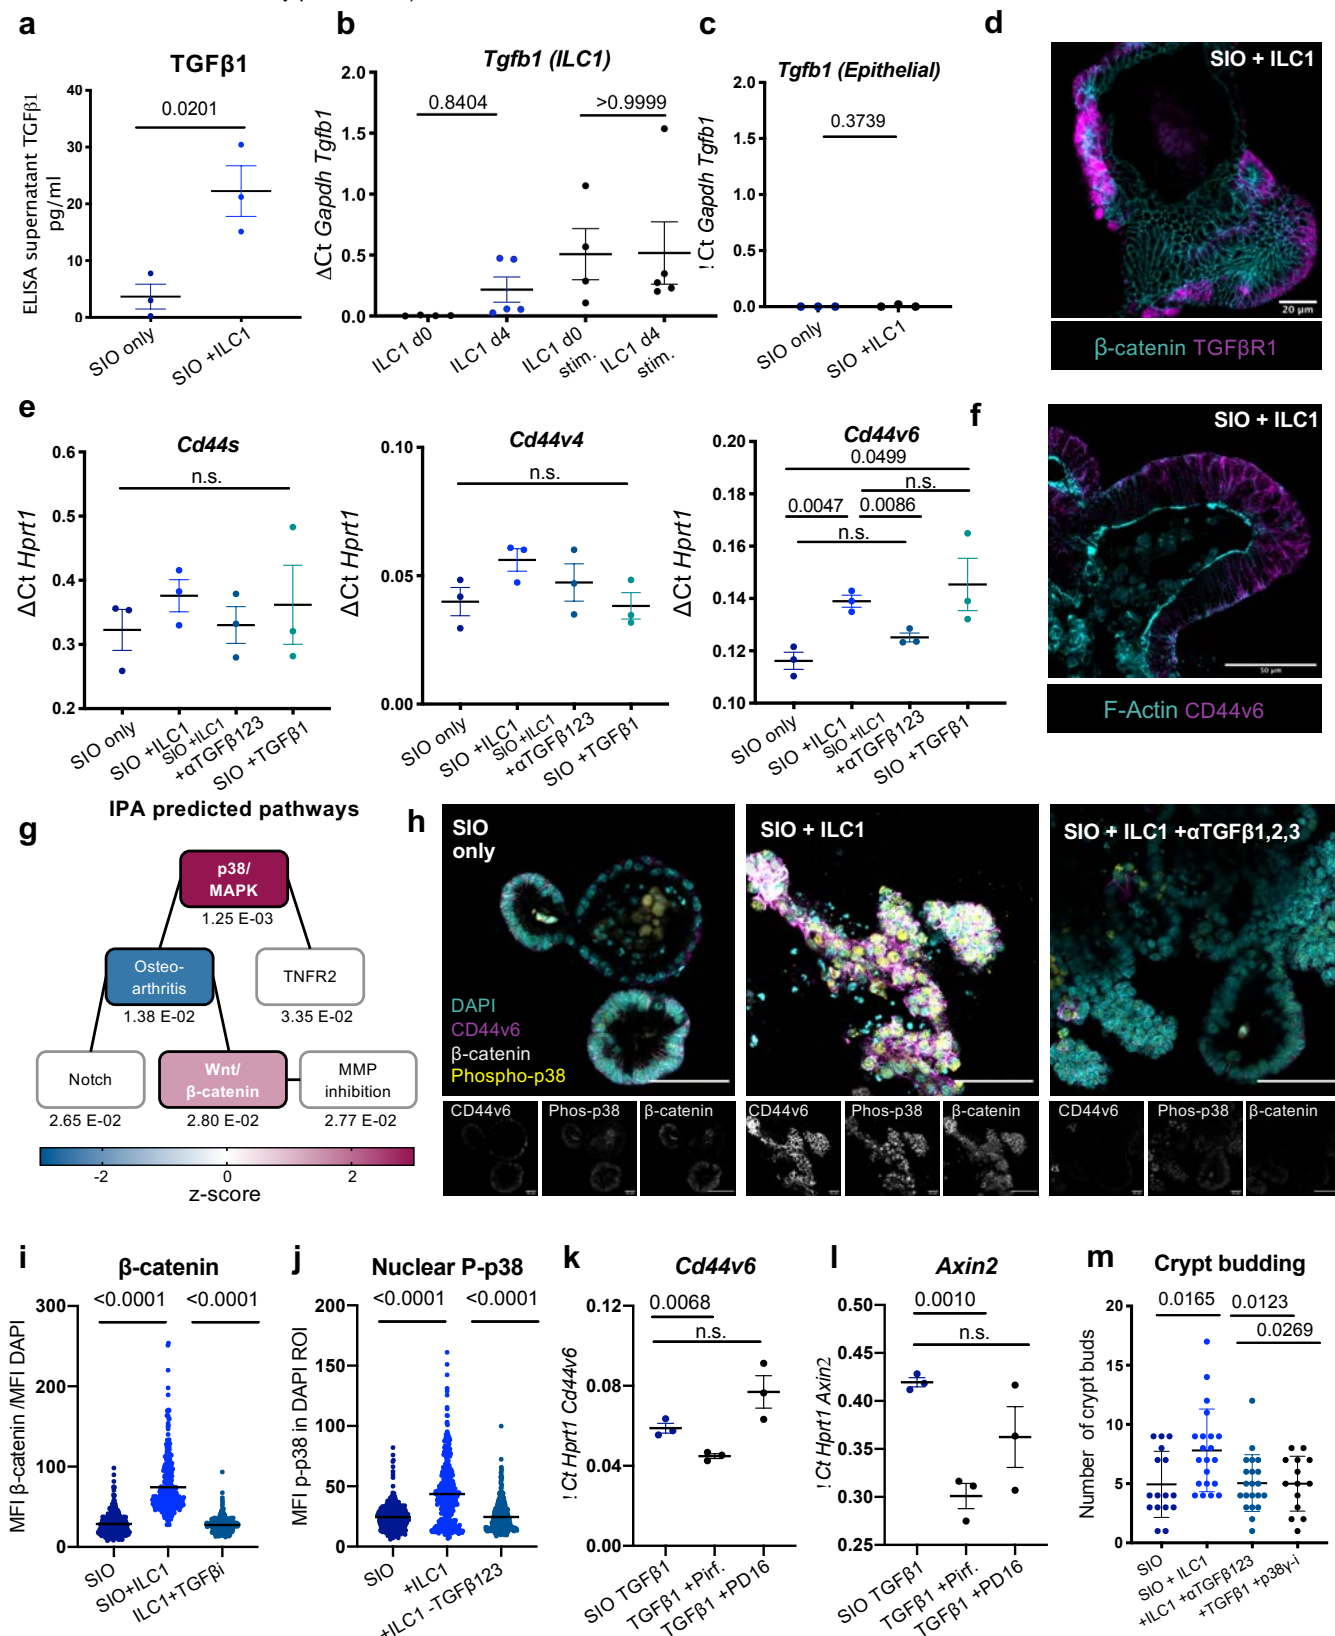 a
TGFβ1
ELISA supernatant TGFβ1
pg/ml
40
30
20
10
0
0.0201
SIO only
SIO +ILC1
b
Tgfb1 (ILC1)
ΔCt Gapdh Tgfb1
2.0
1.5
1.0
0.5
0.0
0.8404
>0.9999
ILC1 d0
ILC1 d4
ILC1 d0
stim.
ILC1 d4
stim.
c
Tgfb1 (Epithelial)
! Ct Gapdh Tgfb1
2.0
1.5
1.0
0.5
0.0
0.3739
SIO only
SIO +ILC1
d
SIO + ILC1
20 μm
β-catenin TGFβR1
e
Cd44s
ΔCt Hprt1
0.6
0.5
0.4
0.3
0.2
n.s.
SIO only
SIO +ILC1
SIO +ILC1
+αTGFβ123
SIO +TGFβ1
Cd44v4
ΔCt Hprt1
0.10
0.05
0.00
n.s.
SIO only
SIO +ILC1
SIO +ILC1
+αTGFβ123
SIO +TGFβ1
Cd44v6
ΔCt Hprt1
0.20
0.18
0.16
0.14
0.12
0.10
0.0499
n.s.
0.0047
0.0086
n.s.
SIO only
SIO +ILC1
SIO +ILC1
+αTGFβ123
SIO +TGFβ1
f
SIO + ILC1
50 μm
F-Actin CD44v6
g
IPA predicted pathways
p38/
MAPK
1.25 E-03
Osteo-
arthritis
1.38 E-02
TNFR2
3.35 E-02
Notch
2.65 E-02
Wnt/
β-catenin
2.80 E-02
MMP
inhibition
2.77 E-02
-2
0
2
z-score
h
SIO
only
DAPI
CD44v6
β-catenin
Phospho-p38
SIO + ILC1
SIO + ILC1 +αTGFβ1,2,3
CD44v6
Phos-p38
β-catenin
CD44v6
Phos-p38
β-catenin
CD44v6
Phos-p38
β-catenin
i
β-catenin
MFI β-catenin /MFI DAPI
300
200
100
0
<0.0001
<0.0001
SIO
SIO+ILC1
ILC1+TGFβi
j
Nuclear P-p38
MFI p-p38 in DAPI ROI
200
150
100
50
0
<0.0001
<0.0001
SIO
+ILC1
+ILC1 -TGFβ123
k
Cd44v6
! Ct Hprt1 Cd44v6
0.12
0.08
0.04
0.00
0.0068
n.s.
SIO TGFβ1
TGFβ1 +Pirf.
TGFβ1 +PD16
l
Axin2
! Ct Hprt1 Axin2
0.50
0.45
0.40
0.35
0.30
0.25
0.0010
n.s.
SIO TGFβ1
TGFβ1 +Pirf.
TGFβ1 +PD16
m
Crypt budding
Number of crypt buds
20
15
10
5
0
0.0165
0.0123
0.0269
SIO
SIO + ILC1
+ILC1 +αTGFβ123
+TGFβ1 +p38γ-i